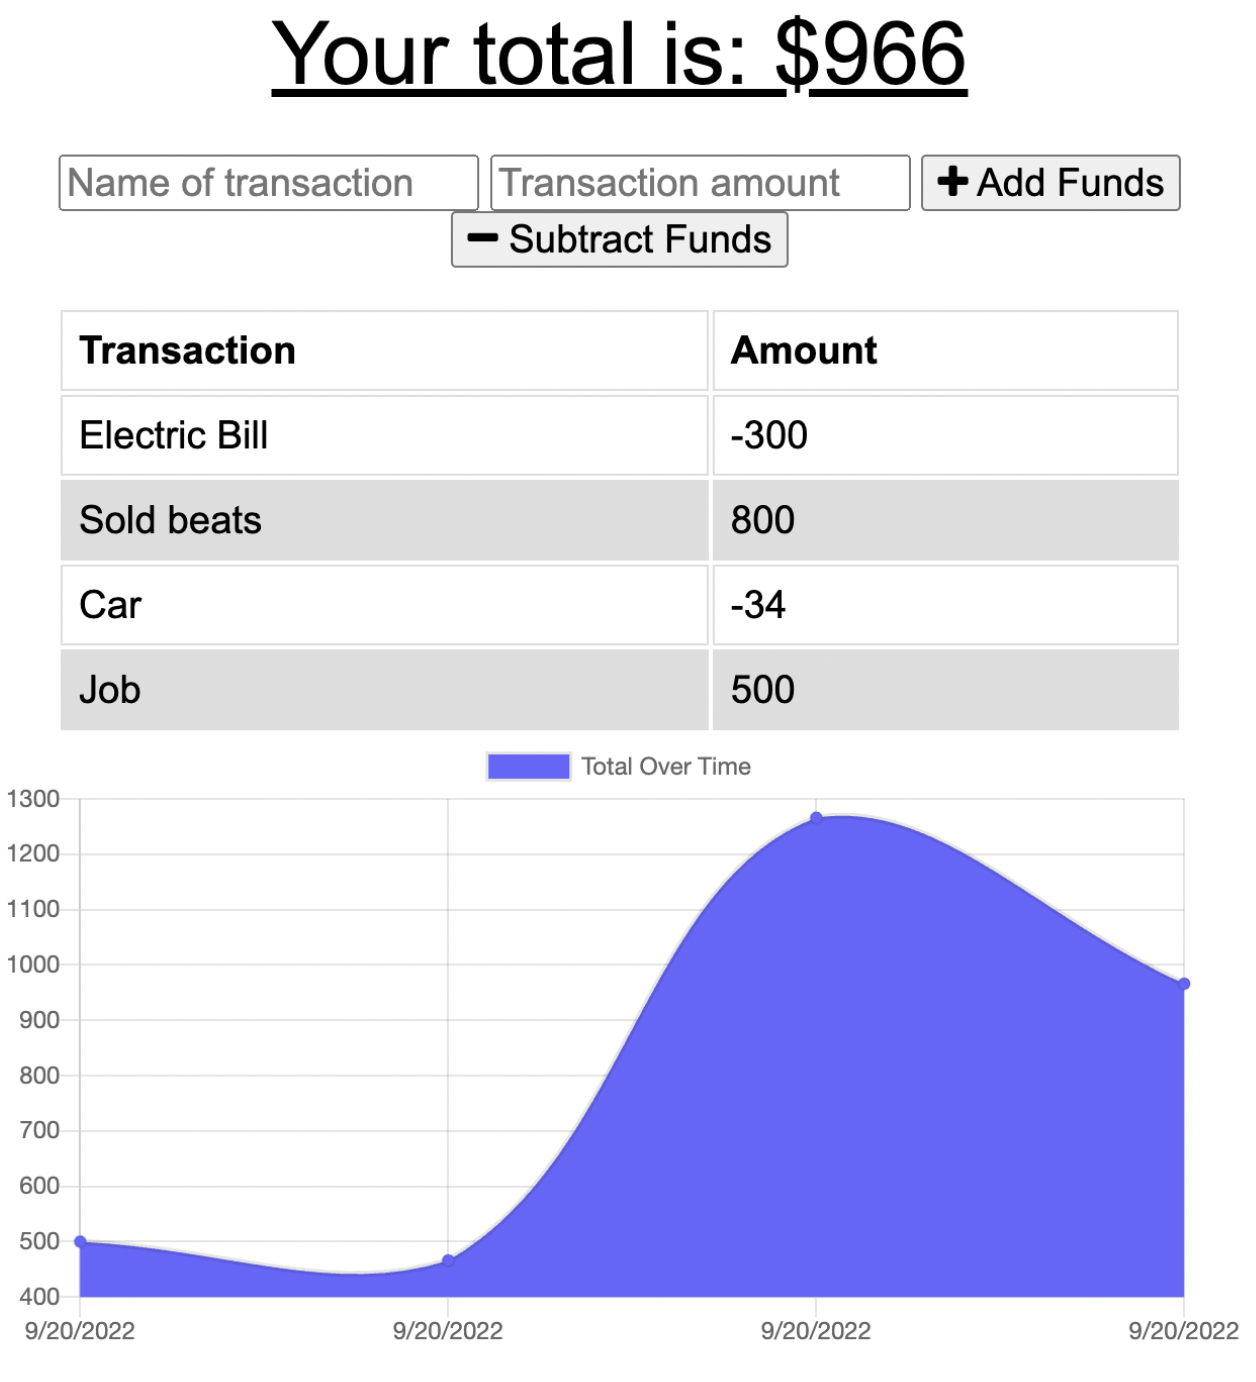 Your total is: $966
Name of transaction Transaction amount Add Funds
Subtract Funds
Transaction Amount
Electric Bill -300
Sold beats 800
Car -34
Job 500
Total Over Time
1300
1200
1100
1000
900
800
700
600
500
400
9/20/2022 9/20/2022 9/20/2022 9/20/2022